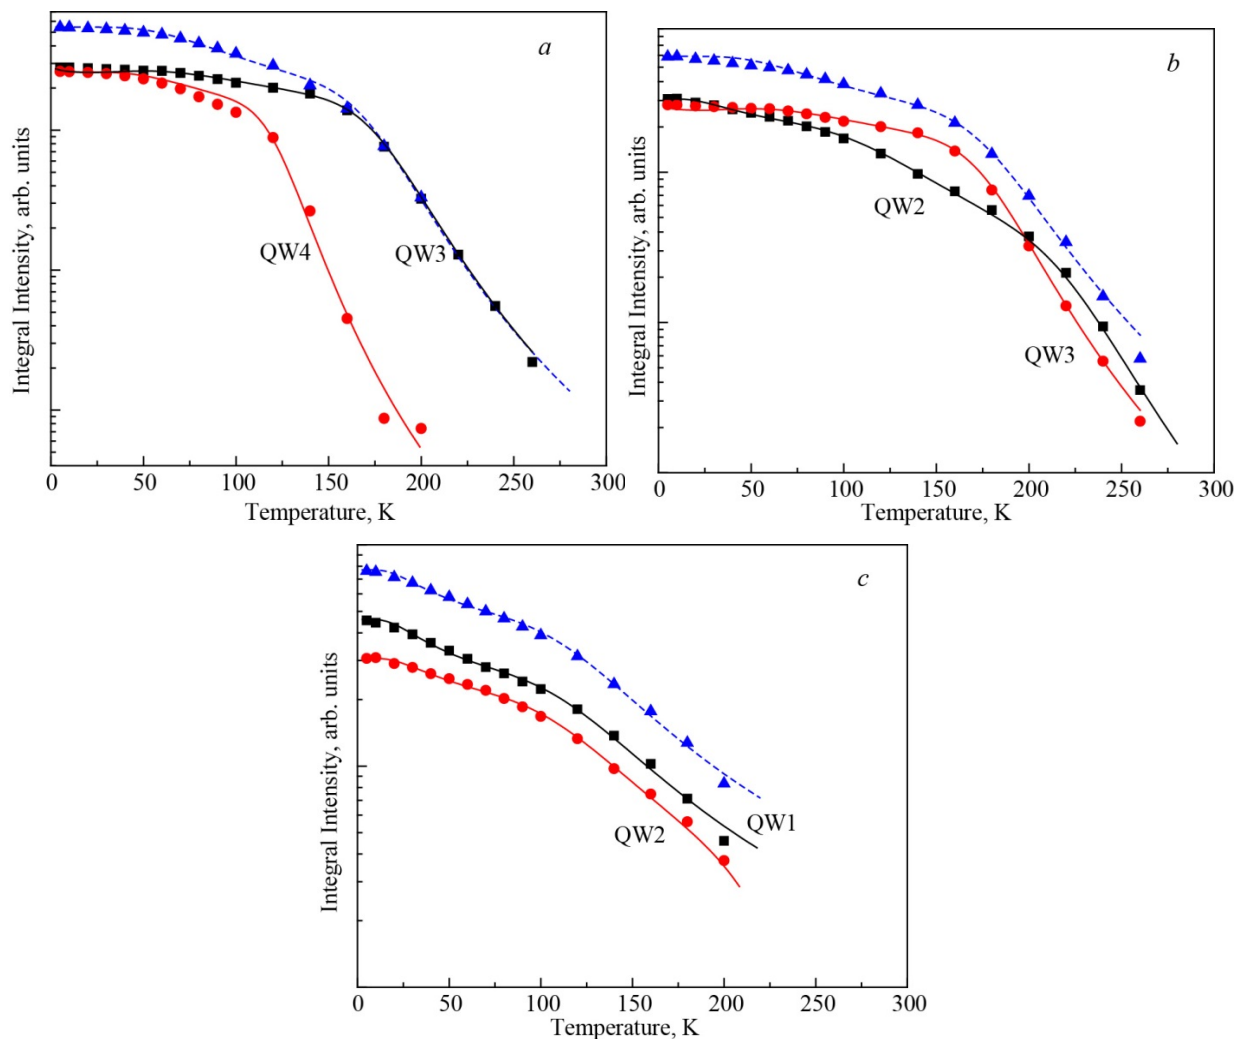 a
Integral Intensity, arb. units
QW4
QW3
0 50 100 150 200 250 300
Temperature, K
b
Integral Intensity, arb. units
QW2
QW3
0 50 100 150 200 250 300
Temperature, K
c
Integral Intensity, arb. units
QW2
QW1
0 50 100 150 200 250 300
Temperature, K